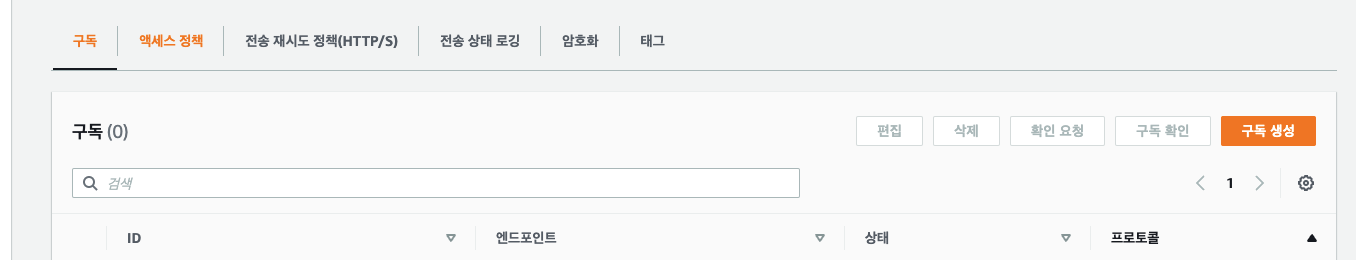 구독 액세스 정책 전송 재시도 정책(HTTP/S) 전송 상태 로깅 암호화 태그
구독 (0) 편집 삭제 확인 요청 구독 확인 구독 생성
검색 1
ID 엔드포인트 상태 프로토콜